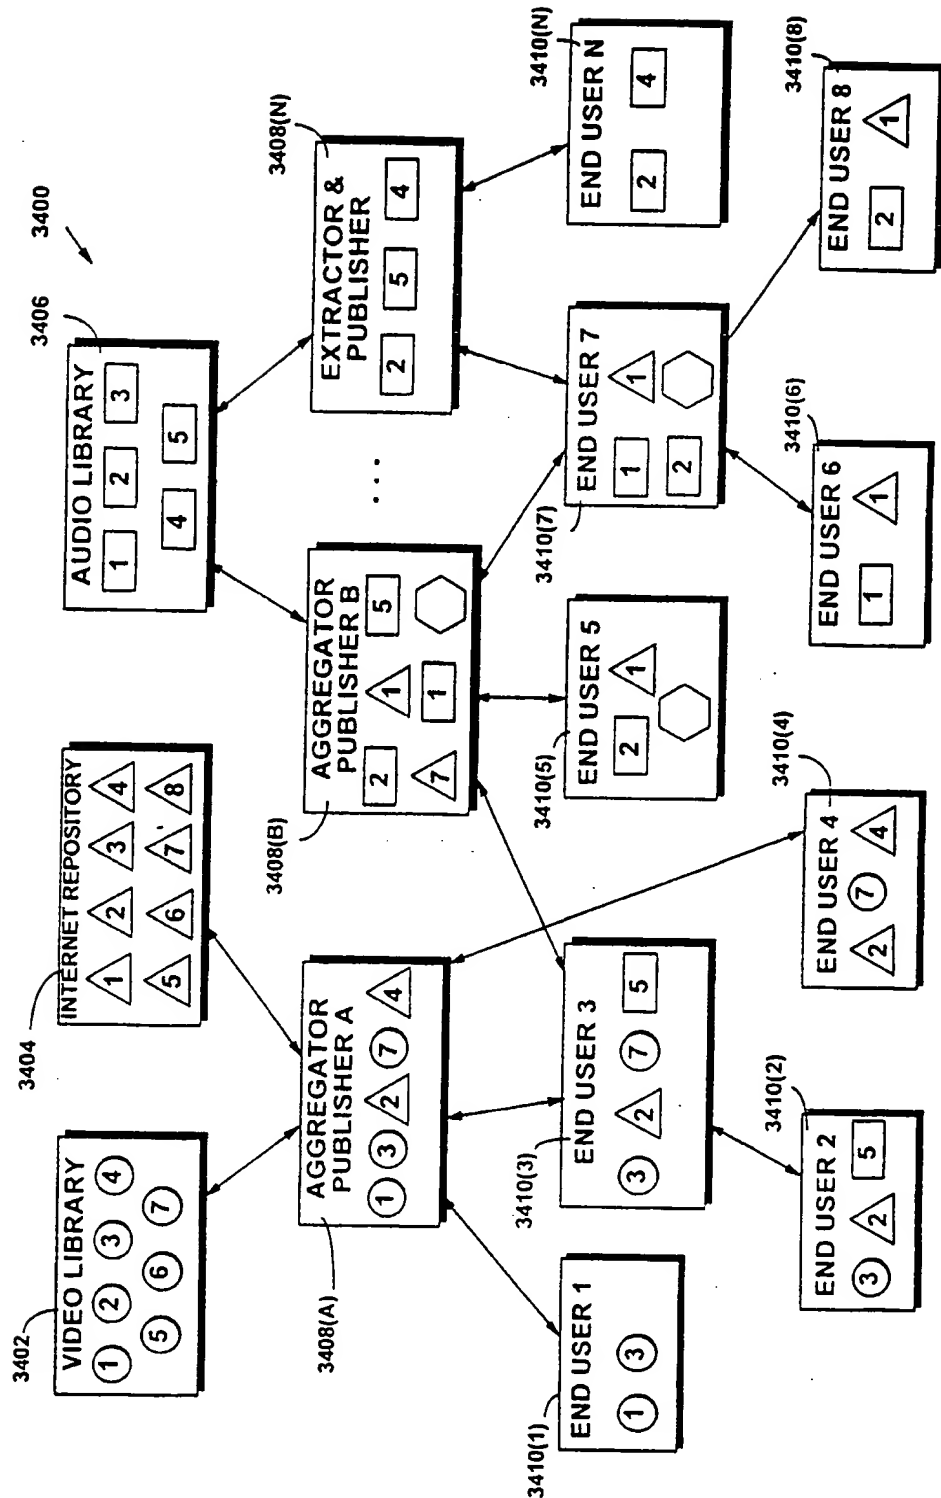 3400
3402
VIDEO LIBRARY
1 2 3 4
5 6 7
3404
INTERNET REPOSITORY
1 2 3 4
5 6 7 8
3406
AUDIO LIBRARY
1 2 3
4 5
3408(A)
AGGREGATOR
PUBLISHER A
1 3 2 7 4
3408(B)
AGGREGATOR
PUBLISHER B
2 1 5
7 1
. . .
3408(N)
EXTRACTOR &
PUBLISHER
2 5 4
3410(1)
END USER 1
1 3
3410(3)
END USER 3
3 2 7 5
3410(5)
END USER 5
2 1
3410(7)
END USER 7
1 1
2
3410(N)
END USER N
2 4
3410(2)
END USER 2
3 2 5
3410(4)
END USER 4
2 7 4
3410(6)
END USER 6
1 1
3410(8)
END USER 8
2 1